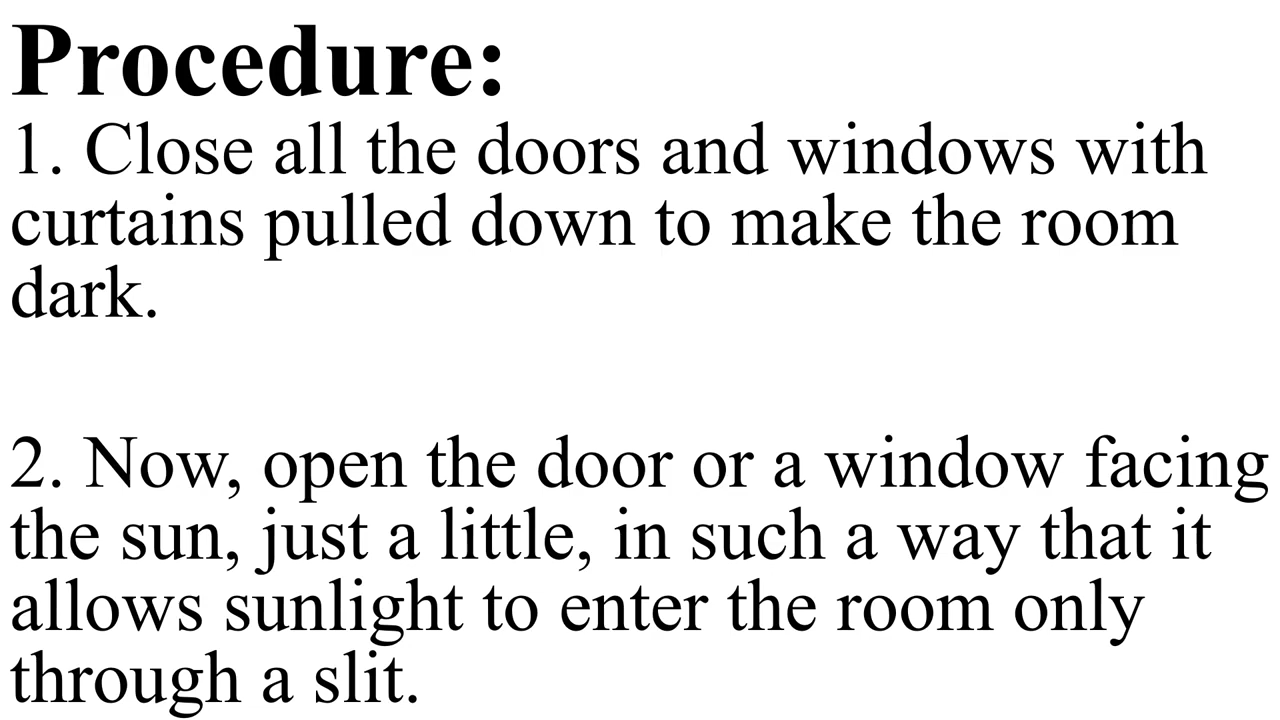 Procedure:
1. Close all the doors and windows with
curtains pulled down to make the room
dark.
2. Now, open the door or a window facing
the sun, just a little, in such a way that it
allows sunlight to enter the room only
through a slit.